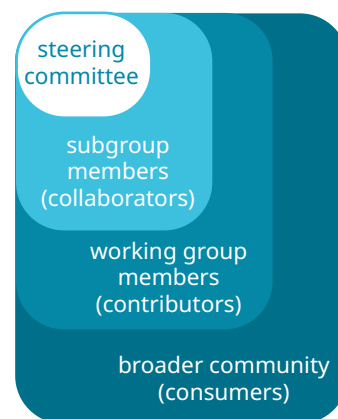 steering
committee
subgroup
members
(collaborators)
working group
members
(contributors)
broader community
(consumers)